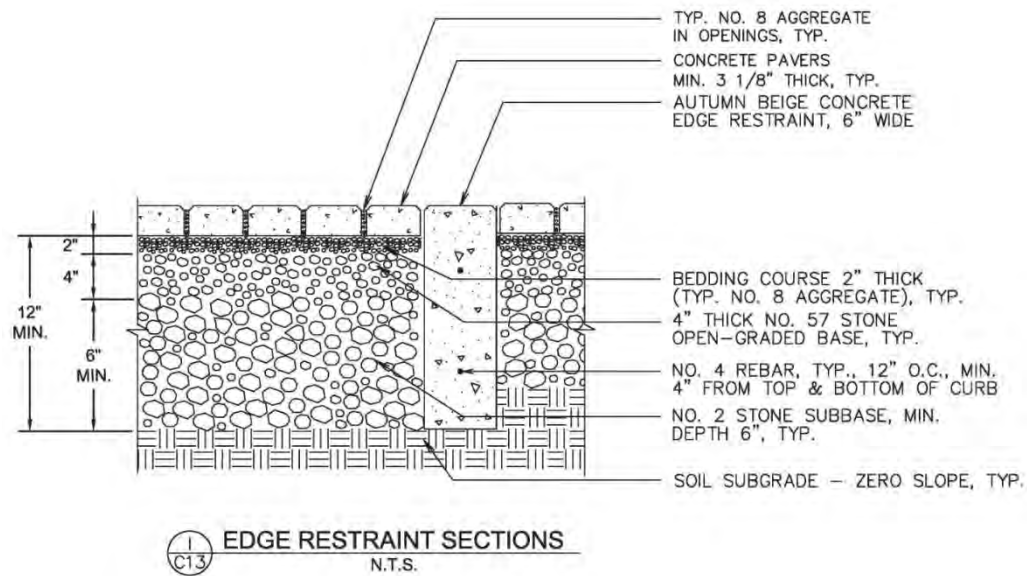 TYP. NO. 8 AGGREGATE
IN OPENINGS, TYP.
CONCRETE PAVERS
MIN. 3 1/8" THICK, TYP.
AUTUMN BEIGE CONCRETE
EDGE RESTRAINT, 6" WIDE
2"
4"
12"
MIN.
6"
MIN.
BEDDING COURSE 2" THICK
(TYP. NO. 8 AGGREGATE), TYP.
4" THICK NO. 57 STONE
OPEN-GRADED BASE, TYP.
NO. 4 REBAR, TYP., 12" O.C., MIN.
4" FROM TOP & BOTTOM OF CURB
NO. 2 STONE SUBBASE, MIN.
DEPTH 6", TYP.
SOIL SUBGRADE – ZERO SLOPE, TYP.
I
C13
EDGE RESTRAINT SECTIONS
N.T.S.